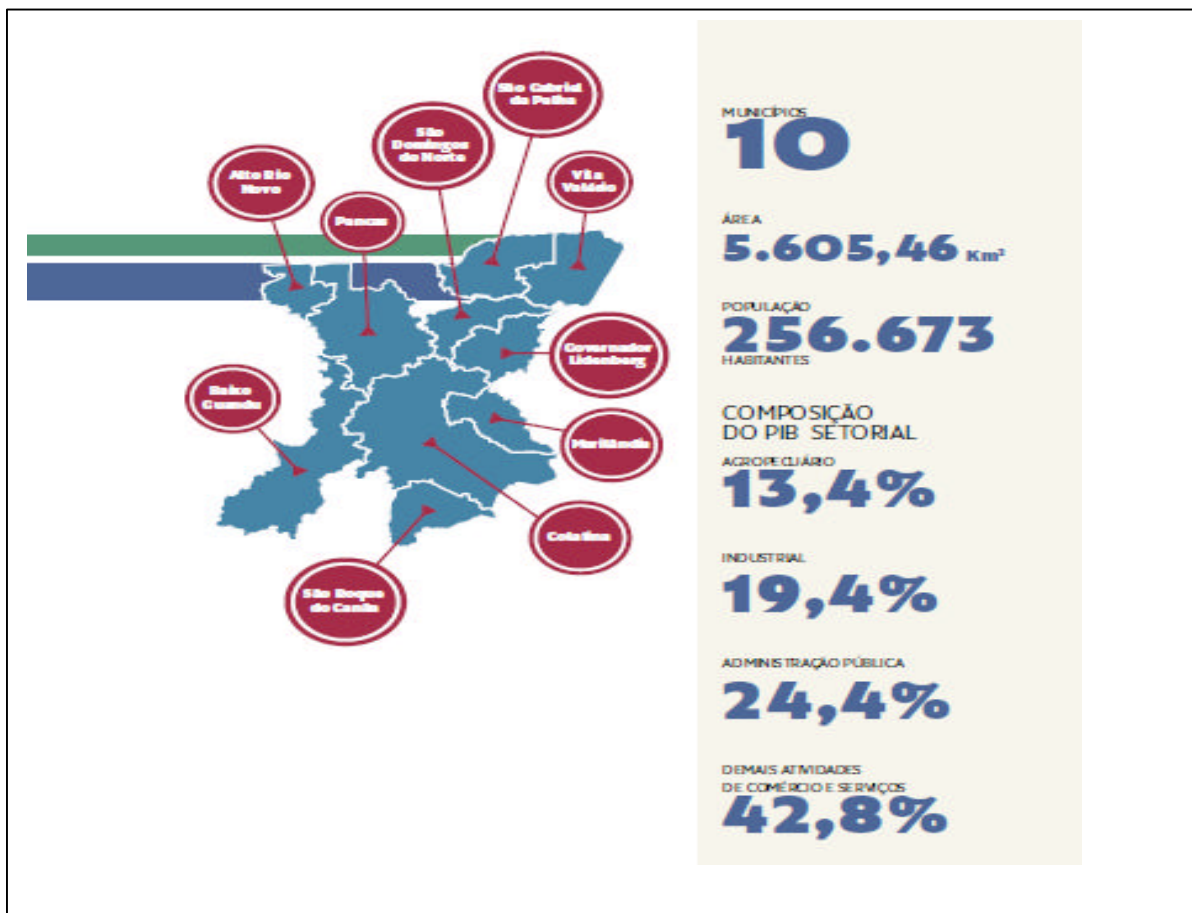 São Gabriel
da Palha
São
Domingos
do Norte
Alto Rio
Novo
Vila
Valério
Pancas
Governador
Lidenberg
Baixo
Guandu
Marilândia
Colatina
São Roque
do Canãa
MUNICÍPIOS
10
ÁREA
5.605,46 Km²
POPULAÇÃO
256.673
HABITANTES
COMPOSIÇÃO
DO PIB SETORIAL
AGROPECUÁRIO
13,4%
INDUSTRIAL
19,4%
ADMINISTRAÇÃO PÚBLICA
24,4%
DEMAIS ATIVIDADES
DE COMÉRCIO E SERVIÇOS
42,8%